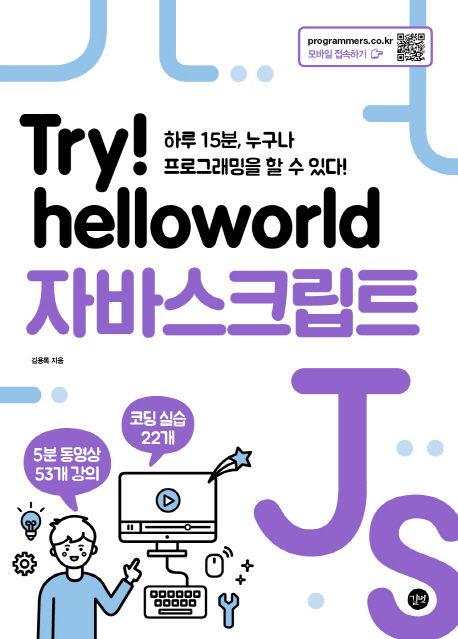 programmers.co.kr
모바일 접속하기
Try!
하루 15분, 누구나
프로그래밍을 할 수 있다!
helloworld
자바스크립트
김용록 지음
코딩 실습
22개
5분 동영상
53개 강의
JS
길벗